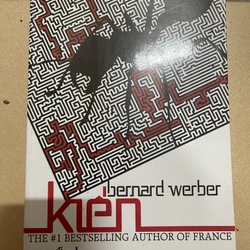 bernard werber
kiến
THE #1 BESTSELLING AUTHOR OF FRANCE